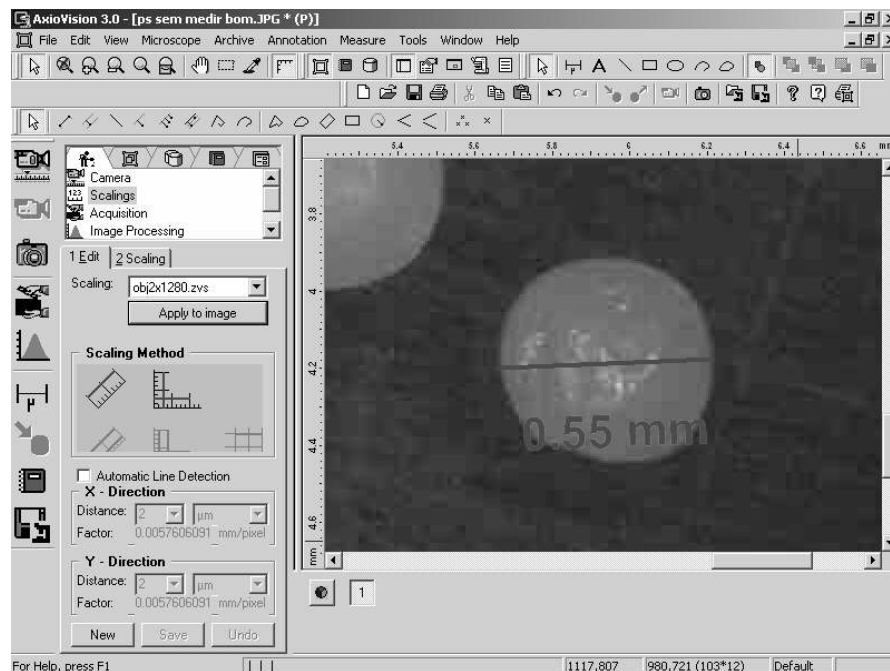 AxioVision 3.0 - [ps sem medir bom.JPG * (P)]
File Edit View Microscope Archive Annotation Measure Tools Window Help
5.4 5.6 5.8 6 6.2 6.4 6.6 mm
Camera
123 Scalings
Acquisition
Image Processing
3.8
1 Edit 2 Scaling
Scaling: obj2x1280.zvs
4
Apply to image
Scaling Method
4.2
0.55 mm
4.4
Automatic Line Detection
X - Direction
Distance: 2 µm
4.6
Factor: 0.0057606091 mm/pixel
mm
Y - Direction
Distance: 2 µm
Factor: 0.0057606091 mm/pixel
1
New Save Undo
For Help, press F1 1117,807 980,721 (103*12) Default